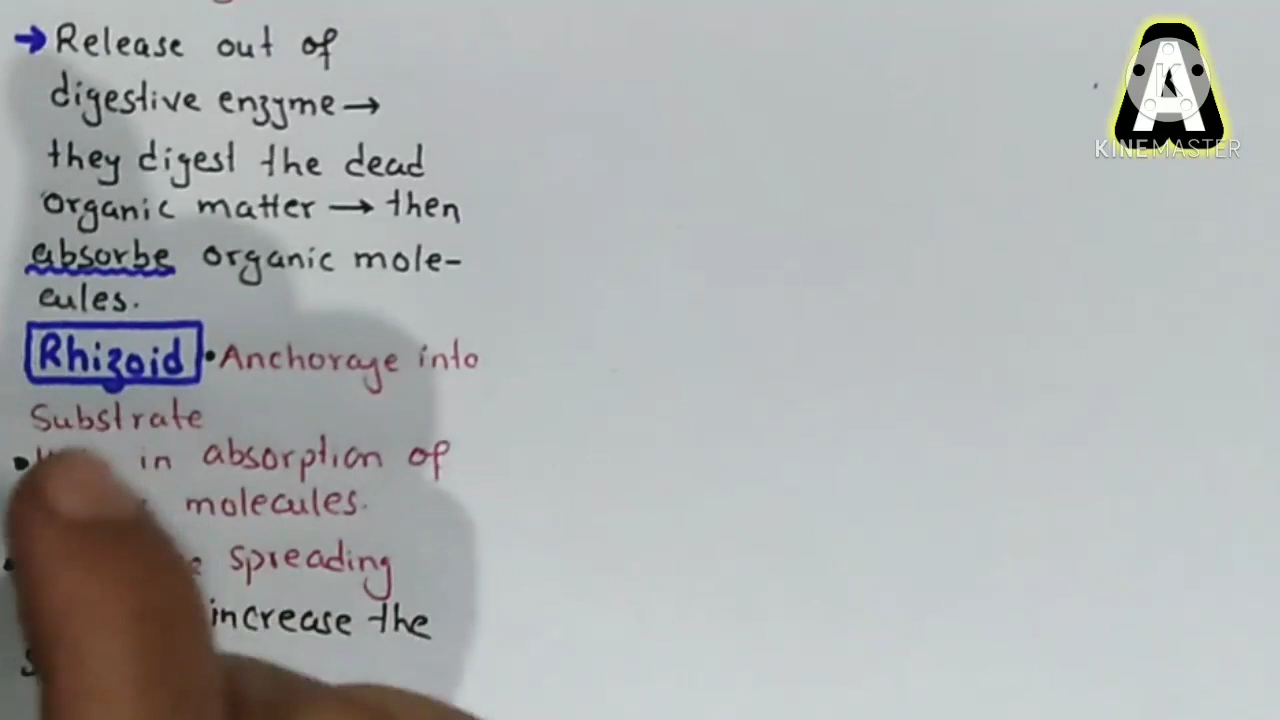 → Release out of
digestive enzyme →
they digest the dead
organic matter → then
absorbe organic mole-
cules.
Rhizoid • Anchorage into
Substrate
• in absorption of
molecules.
• spreading
increase the
A
K
KINEMASTER